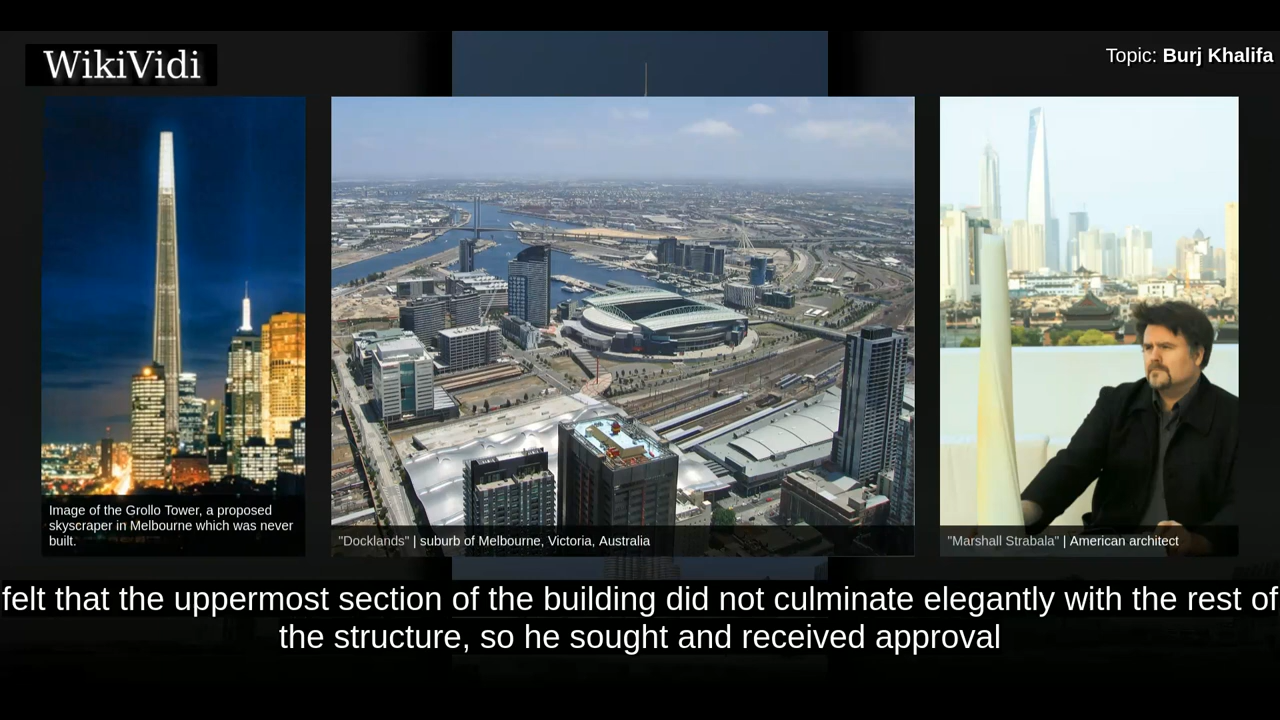 WikiVidi
Topic: Burj Khalifa
Image of the Grollo Tower, a proposed
skyscraper in Melbourne which was never
built.
"Docklands" | suburb of Melbourne, Victoria, Australia
"Marshall Strabala" | American architect
felt that the uppermost section of the building did not culminate elegantly with the rest of
the structure, so he sought and received approval